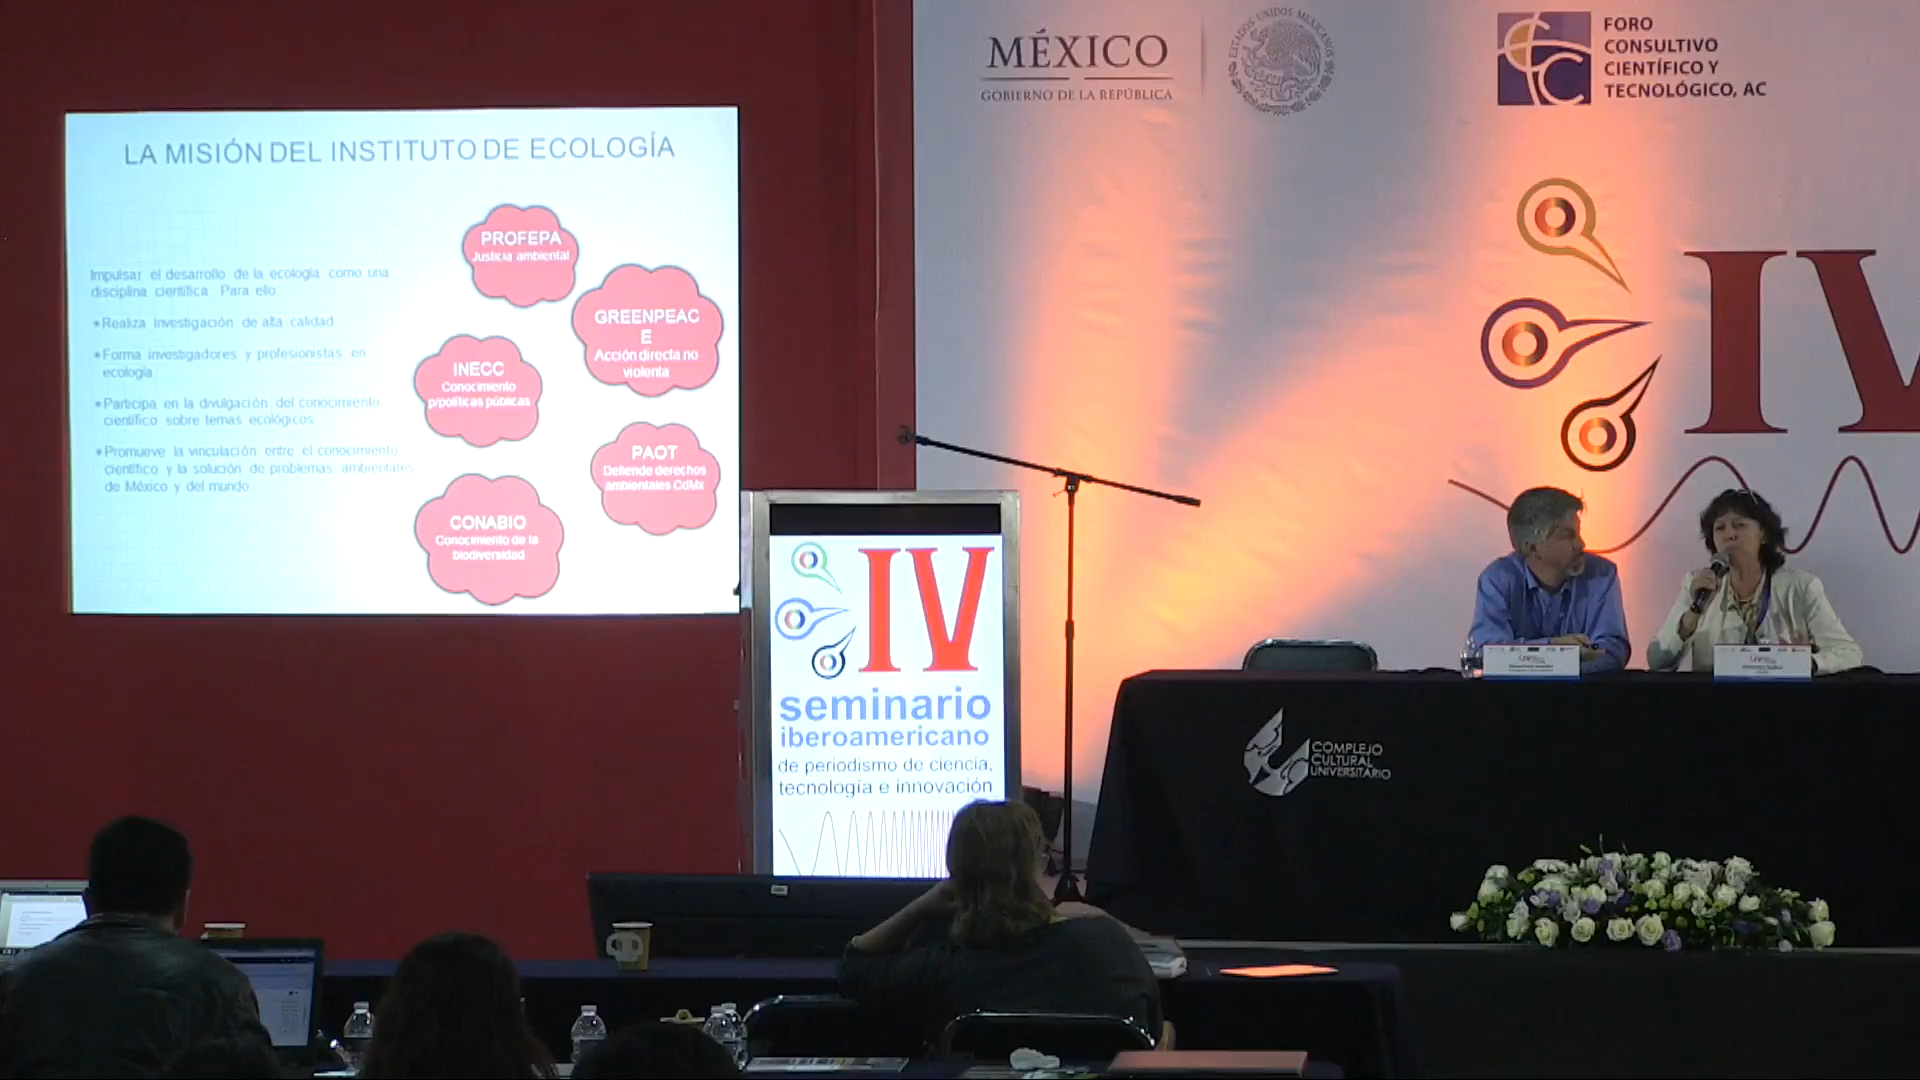 LA MISIÓN DEL INSTITUTO DE ECOLOGÍA
Impulsar el desarrollo de la ecología como una
disciplina científica. Para ello
•Realiza investigación de alta calidad
•Forma investigadores y profesionistas en
ecología
•Participa en la divulgación del conocimiento
científico sobre temas ecológicos
•Promueve la vinculación entre el conocimiento
científico y la solución de problemas ambientales
de México y del mundo
PROFEPA
Justicia ambiental
GREENPEAC
E
Acción directa no
violenta
INECC
Conocimiento
p/políticas públicas
PAOT
Defiende derechos
ambientales CdMx
CONABIO
Conocimiento de la
biodiversidad
MÉXICO
GOBIERNO DE LA REPÚBLICA
ESTADOS UNIDOS MEXICANOS
FORO
CONSULTIVO
CIENTÍFICO Y
TECNOLÓGICO, AC
IV
IV
seminario
iberoamericano
de periodismo de ciencia,
tecnología e innovación
COMPLEJO
CULTURAL
UNIVERSITARIO